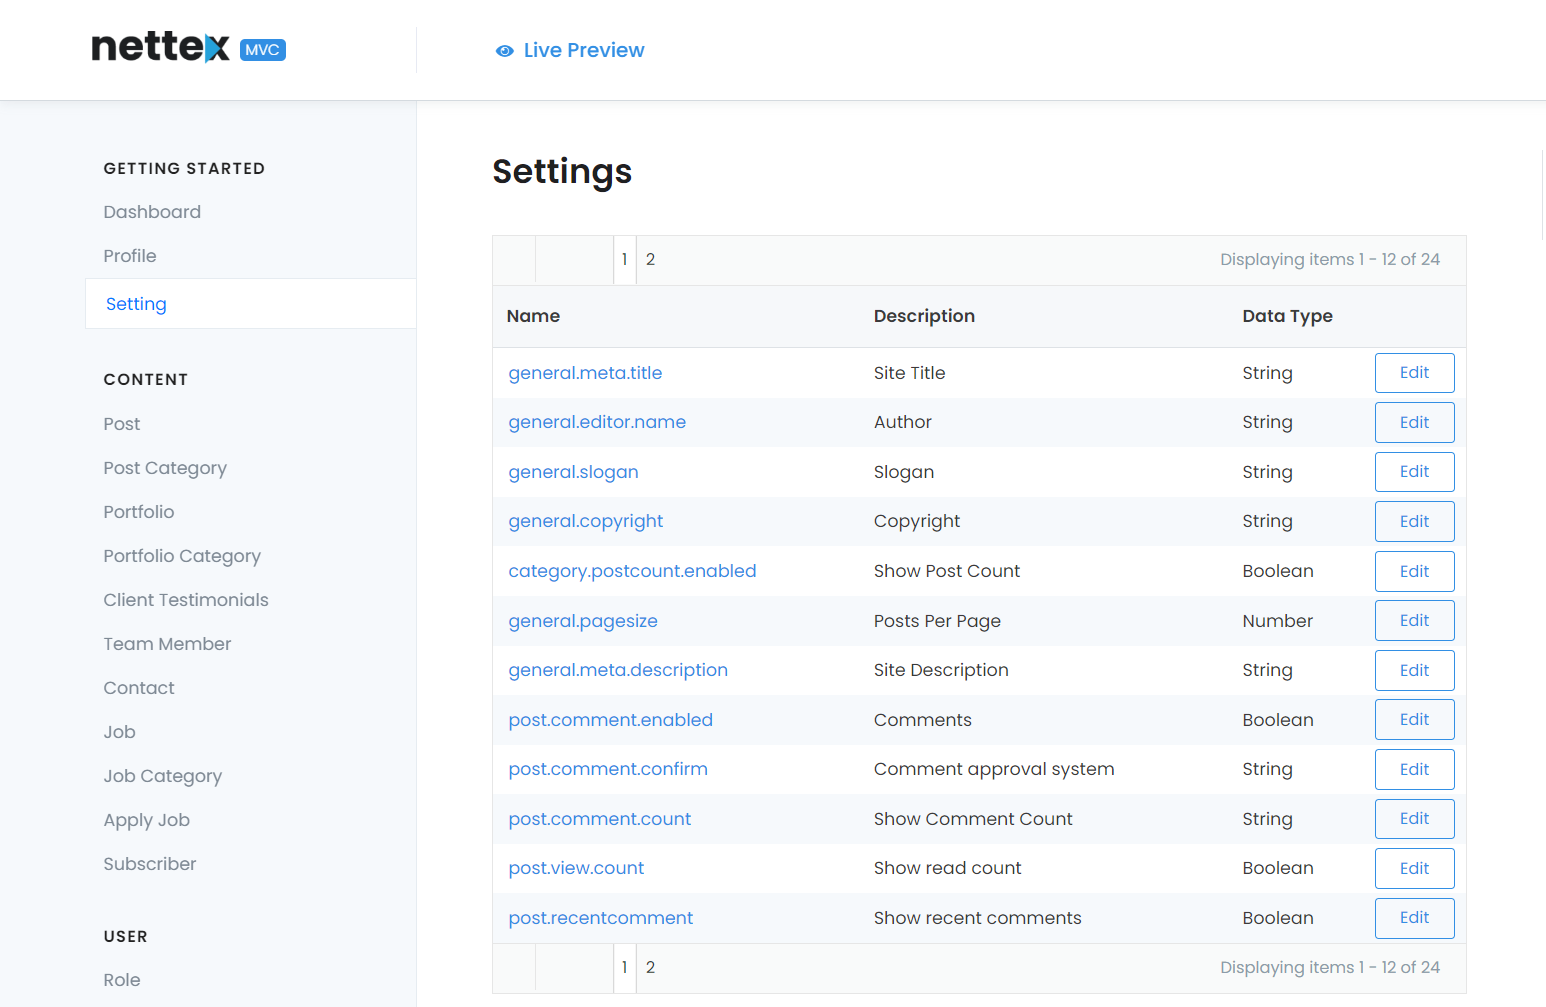 nettex MVC
Live Preview
GETTING STARTED
Dashboard
Profile
Setting
CONTENT
Post
Post Category
Portfolio
Portfolio Category
Client Testimonials
Team Member
Contact
Job
Job Category
Apply Job
Subscriber
USER
Role
Settings
1 2 Displaying items 1 - 12 of 24
Name Description Data Type
general.meta.title Site Title String Edit
general.editor.name Author String Edit
general.slogan Slogan String Edit
general.copyright Copyright String Edit
category.postcount.enabled Show Post Count Boolean Edit
general.pagesize Posts Per Page Number Edit
general.meta.description Site Description String Edit
post.comment.enabled Comments Boolean Edit
post.comment.confirm Comment approval system String Edit
post.comment.count Show Comment Count String Edit
post.view.count Show read count Boolean Edit
post.recentcomment Show recent comments Boolean Edit
1 2 Displaying items 1 - 12 of 24